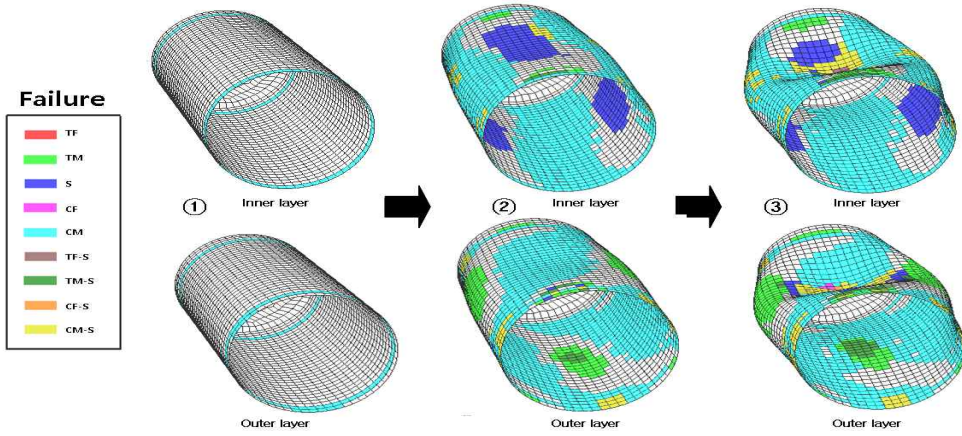 Failure
TF
TM
S
CF
CM
TF-S
TM-S
CF-S
CM-S
① Inner layer
② Inner layer
③ Inner layer
Outer layer
Outer layer
Outer layer